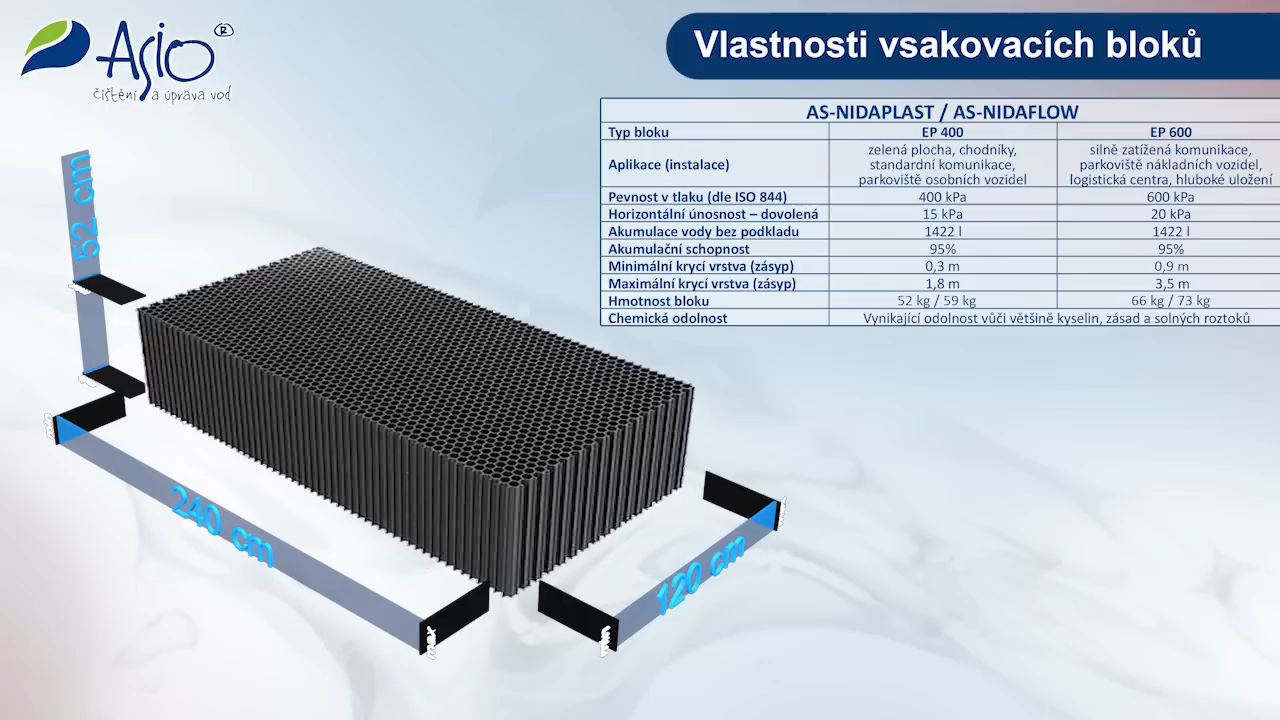 Asio®
čištění a úprava vod
Vlastnosti vsakovacích bloků
AS-NIDAPLAST / AS-NIDAFLOW
Typ bloku EP 400 EP 600
Aplikace (instalace)
zelená plocha, chodníky,
standardní komunikace,
parkoviště osobních vozidel
silně zatížená komunikace,
parkoviště nákladních vozidel,
logistická centra, hluboké uložení
Pevnost v tlaku (dle ISO 844) 400 kPa 600 kPa
Horizontální únosnost – dovolená 15 kPa 20 kPa
Akumulace vody bez podkladu 1422 l 1422 l
Akumulační schopnost 95% 95%
Minimální krycí vrstva (zásyp) 0,3 m 0,9 m
Maximální krycí vrstva (zásyp) 1,8 m 3,5 m
Hmotnost bloku 52 kg / 59 kg 66 kg / 73 kg
Chemická odolnost Vynikající odolnost vůči většině kyselin, zásad a solných roztoků
52 cm
240 cm
120 cm